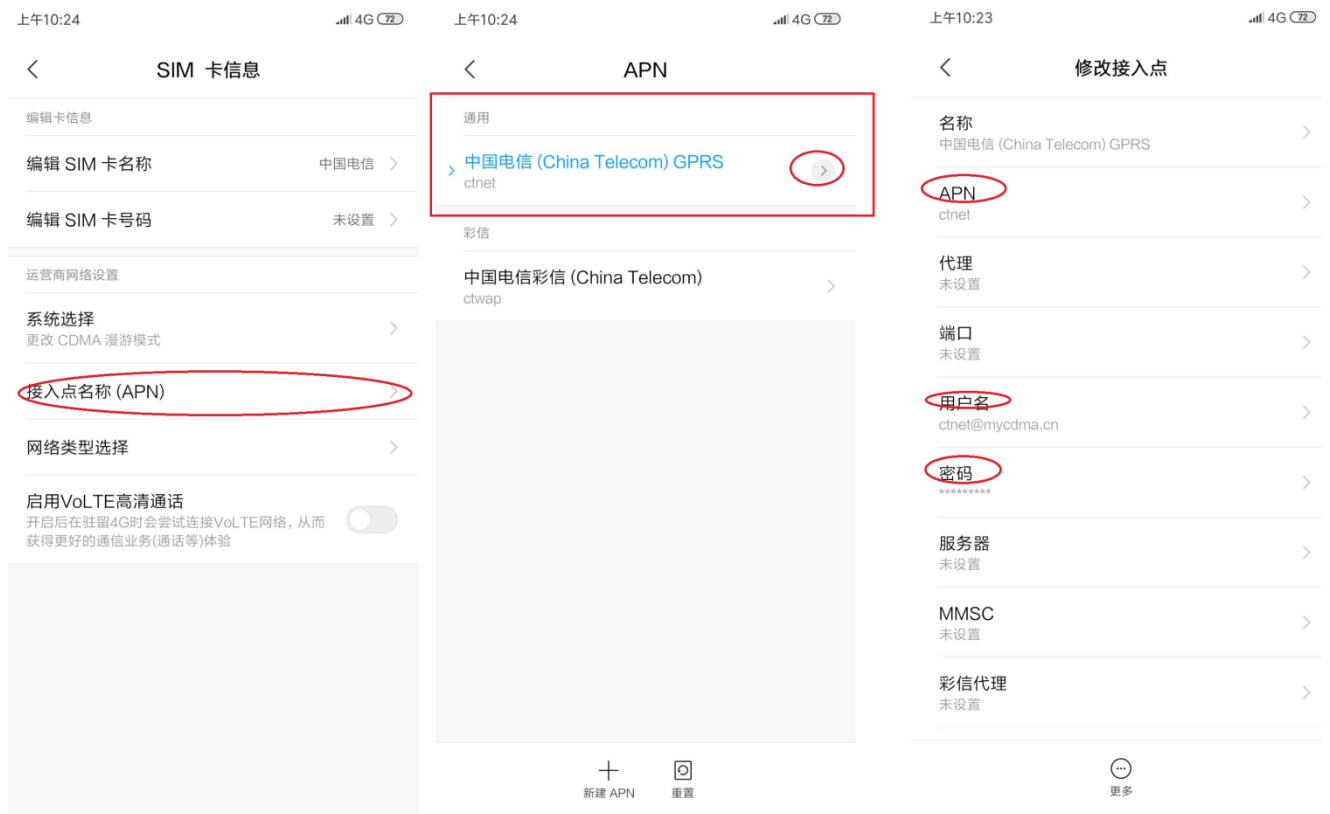 上午10:24
4G 72
SIM 卡信息
编辑卡信息
编辑 SIM 卡名称
中国电信
编辑 SIM 卡号码
未设置
运营商网络设置
系统选择
更改 CDMA 漫游模式
接入点名称 (APN)
网络类型选择
启用VoLTE高清通话
开启后在驻留4G时会尝试连接VoLTE网络，从而
获得更好的通信业务(通话等)体验
上午10:24
4G 72
APN
通用
中国电信 (China Telecom) GPRS
ctnet
彩信
中国电信彩信 (China Telecom)
ctwap
新建 APN
重置
上午10:23
4G 72
修改接入点
名称
中国电信 (China Telecom) GPRS
APN
ctnet
代理
未设置
端口
未设置
用户名
ctnet@mycdma.cn
密码
*********
服务器
未设置
MMSC
未设置
彩信代理
未设置
更多